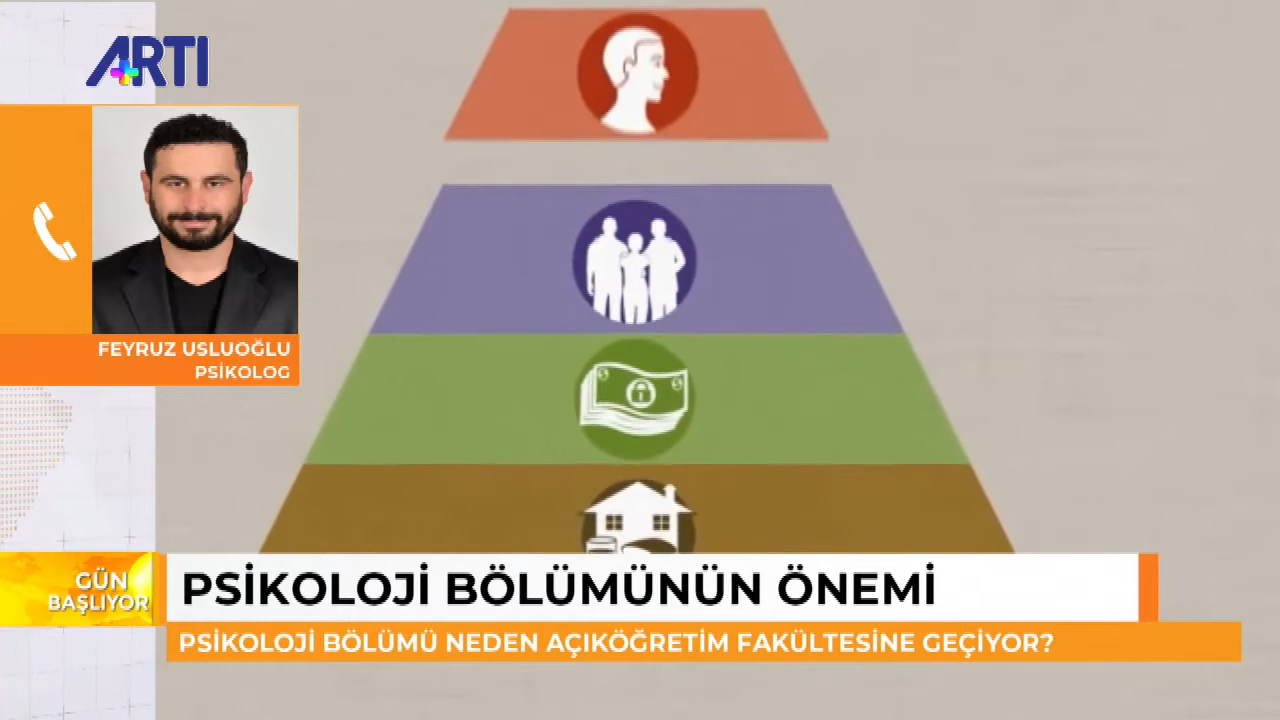 ARTI
FEYRUZ USLUOĞLU
PSİKOLOG
GÜN
BAŞLIYOR
PSİKOLOJİ BÖLÜMÜNÜN ÖNEMİ
PSİKOLOJİ BÖLÜMÜ NEDEN AÇIKÖĞRETİM FAKÜLTESİNE GEÇİYOR?